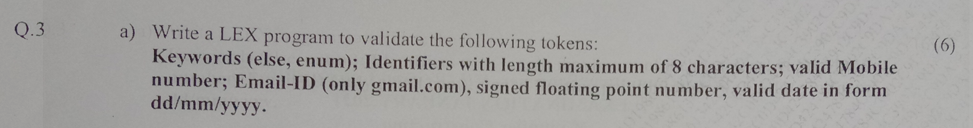 Q.3 a) Write a LEX program to validate the following tokens: (6)
Keywords (else, enum); Identifiers with length maximum of 8 characters; valid Mobile
number; Email-ID (only gmail.com), signed floating point number, valid date in form
dd/mm/yyyy.